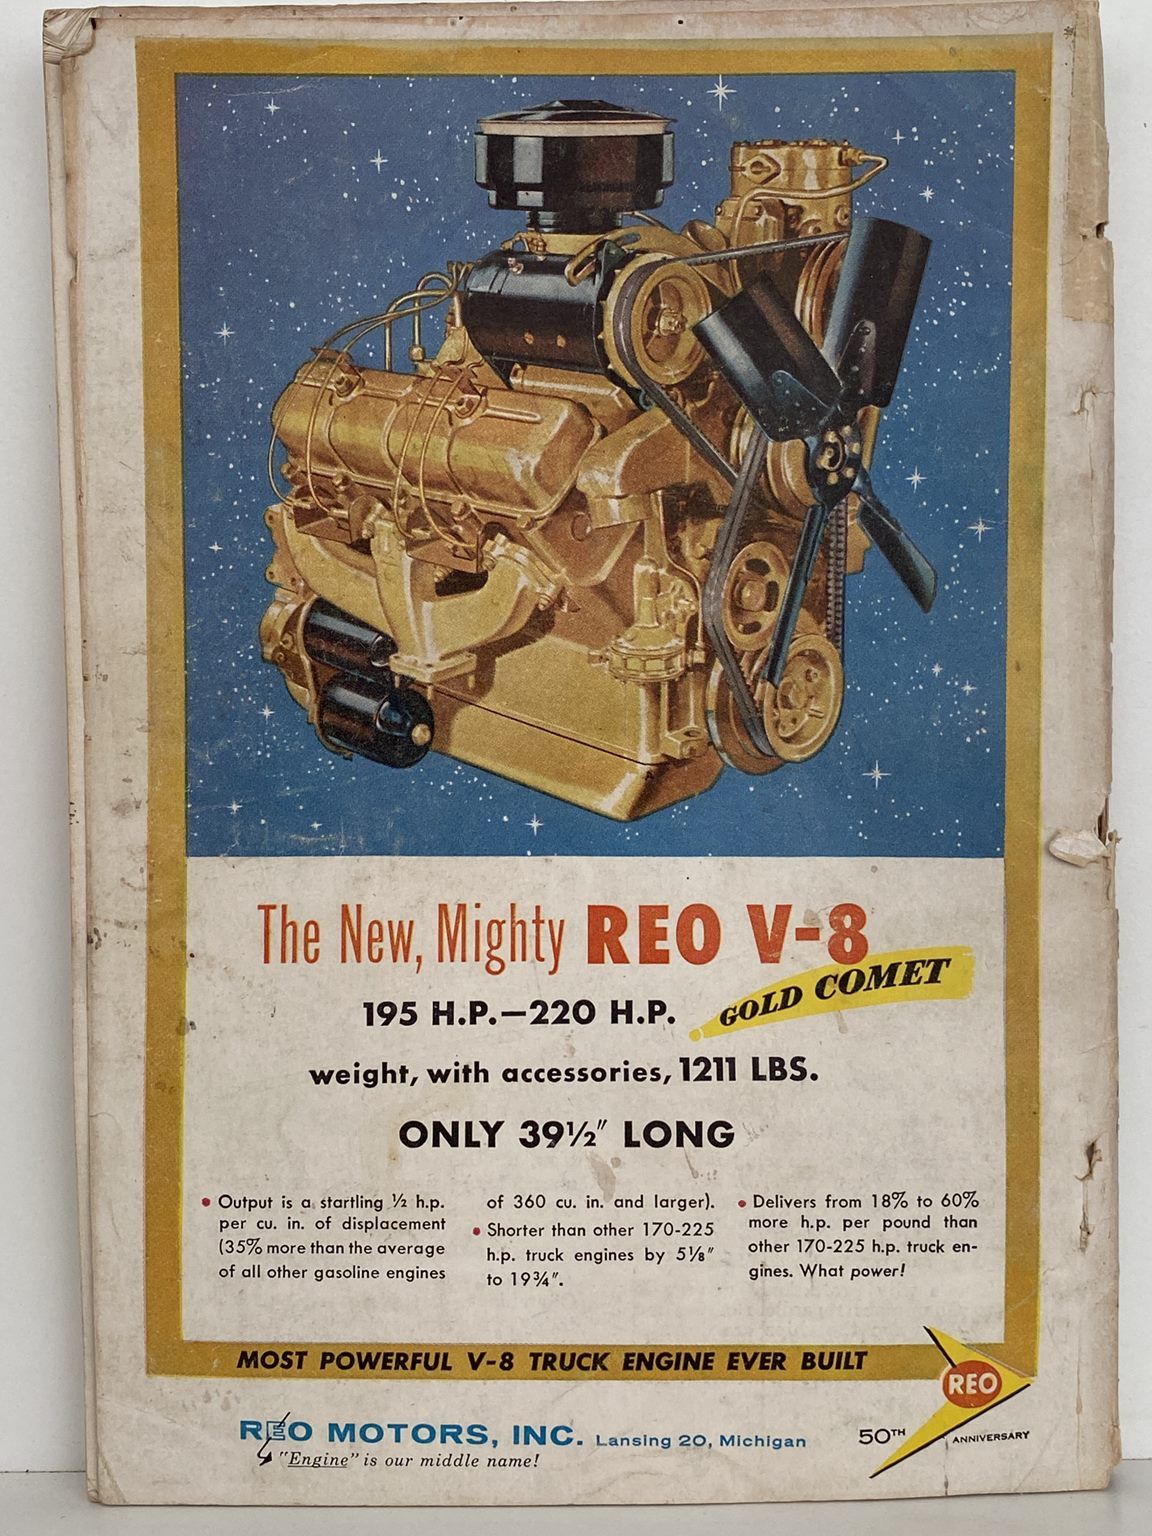 The New, Mighty REO V-8
GOLD COMET
195 H.P.—220 H.P.
weight, with accessories, 1211 LBS.
ONLY 39½" LONG
• Output is a startling ½ h.p.
per cu. in. of displacement
(35% more than the average
of all other gasoline engines
of 360 cu. in. and larger).
• Shorter than other 170-225
h.p. truck engines by 5⅛"
to 19¾".
• Delivers from 18% to 60%
more h.p. per pound than
other 170-225 h.p. truck en-
gines. What power!
MOST POWERFUL V-8 TRUCK ENGINE EVER BUILT
REO
REO MOTORS, INC. Lansing 20, Michigan
"Engine" is our middle name!
50TH ANNIVERSARY